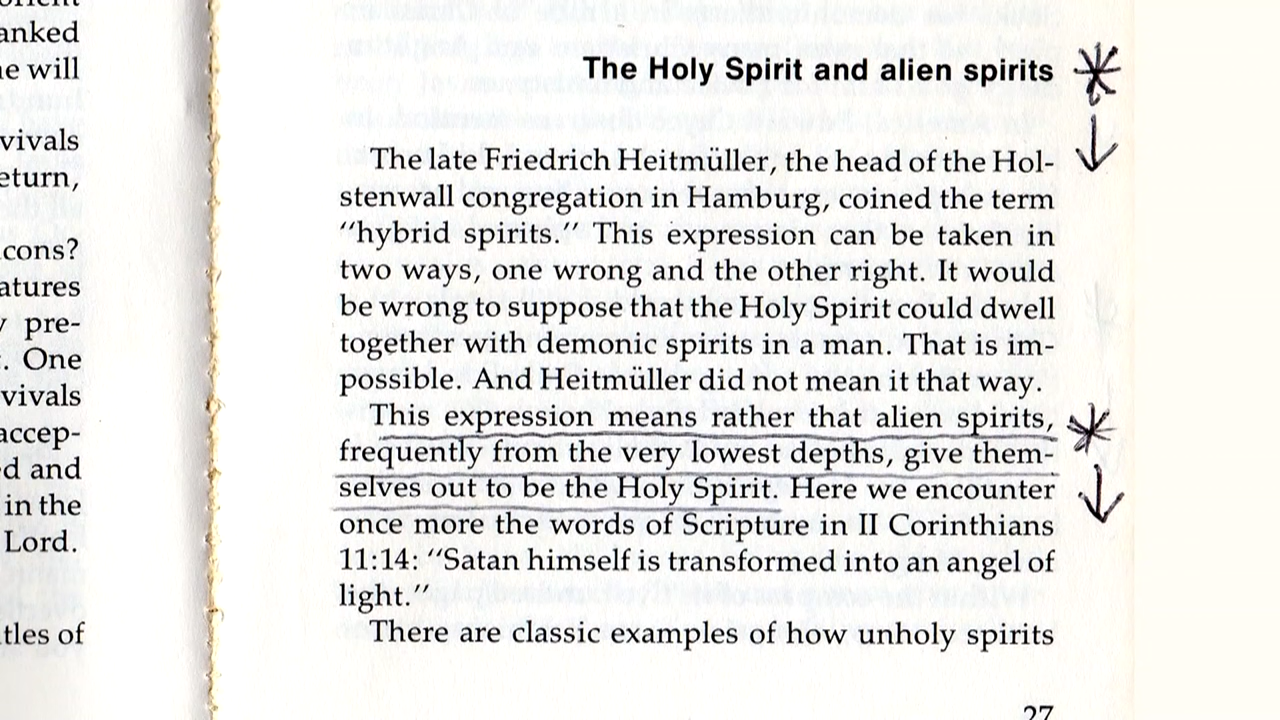 anked
will
vivals
cons?
pre-
One
vivals
and
in the
Lord.
of
The Holy Spirit and alien spirits
The late Friedrich Heitmüller, the head of the Hol-
stenwall congregation in Hamburg, coined the term
“hybrid spirits.” This expression can be taken in
two ways, one wrong and the other right. It would
be wrong to suppose that the Holy Spirit could dwell
together with demonic spirits in a man. That is im-
possible. And Heitmüller did not mean it that way.
This expression means rather that alien spirits,
frequently from the very lowest depths, give them-
selves out to be the Holy Spirit. Here we encounter
once more the words of Scripture in II Corinthians
11:14: “Satan himself is transformed into an angel of
light.”
There are classic examples of how unholy spirits
27